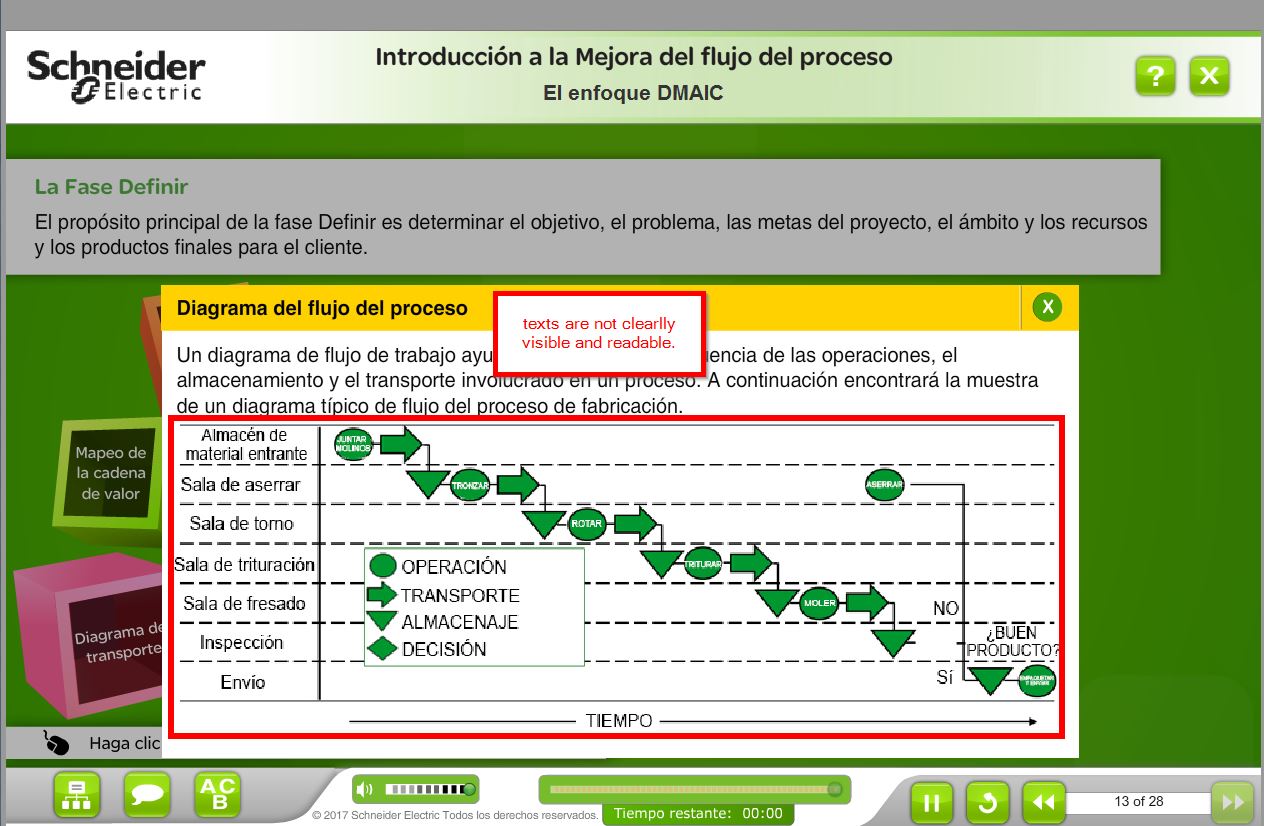 Schneider
Electric
Introducción a la Mejora del flujo del proceso
El enfoque DMAIC
?
X
La Fase Definir
El propósito principal de la fase Definir es determinar el objetivo, el problema, las metas del proyecto, el ámbito y los recursos
y los productos finales para el cliente.
Diagrama del flujo del proceso
X
texts are not clearlly
visible and readable.
Un diagrama de flujo de trabajo ayu
encia de las operaciones, el
almacenamiento y el transporte involucrado en un proceso. A continuación encontrará la muestra
de un diagrama típico de flujo del proceso de fabricación.
Almacén de
material entrante
JUNTAR
MOLINOS
Sala de aserrar
TRONZAR
ASERRAR
Sala de torno
ROTAR
Sala de trituración
TRITURAR
Sala de fresado
MOLER
NO
Inspección
¿BUEN
PRODUCTO?
Envío
Sí
EMPAQUETAR
Y ENVIAR
OPERACIÓN
TRANSPORTE
ALMACENAJE
DECISIÓN
TIEMPO
Mapeo de
la cadena
de valor
Diagrama de
transporte
Haga clic
AC
B
© 2017 Schneider Electric Todos los derechos reservados.
Tiempo restante: 00:00
13 of 28